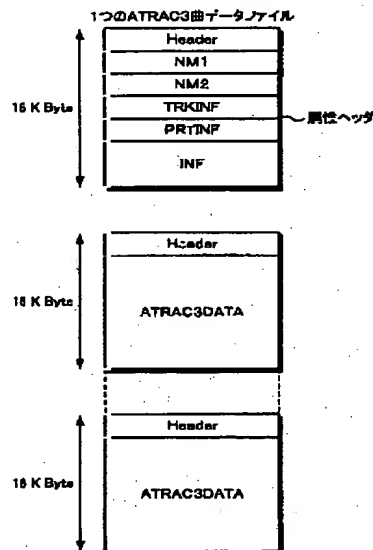 1つのATRAC3曲データファイル
Header
NM1
NM2
TRKINF
PRTINF
INF
16 K Byte
属性ヘッダ
Header
ATRAC3DATA
16 K Byte
Header
ATRAC3DATA
16 K Byte